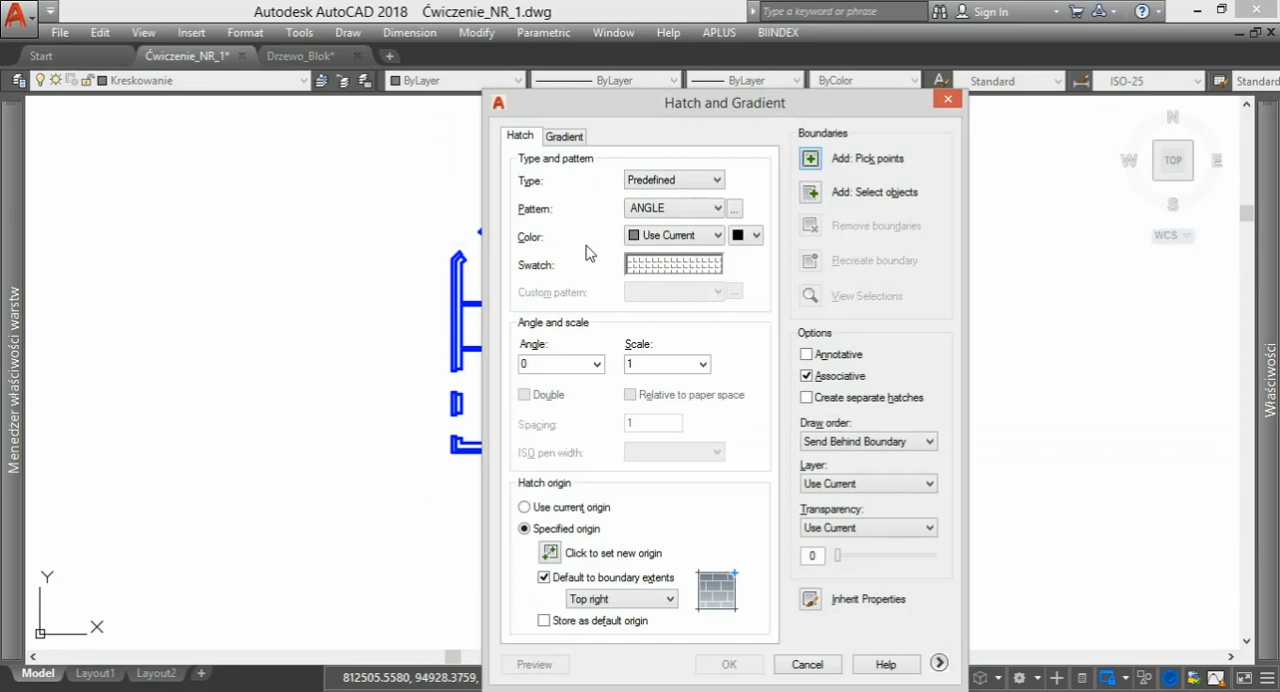 Autodesk AutoCAD 2018 Ćwiczenie_NR_1.dwg
Type a keyword or phrase
Sign In
File Edit View Insert Format Tools Draw Dimension Modify Parametric Window Help APLUS BIINDEX
Start Ćwiczenie_NR_1* Drzewo_Blok*
Kreskowanie ByLayer ByLayer ByLayer ByColor Standard ISO-25 Standard
Hatch and Gradient
Hatch Gradient
Type and pattern
Type: Predefined
Pattern: ANGLE ...
Color: Use Current
Swatch:
Custom pattern: ...
Angle and scale
Angle: Scale:
0 1
Double Relative to paper space
Spacing: 1
ISO pen width:
Hatch origin
Use current origin
Specified origin
Click to set new origin
Default to boundary extents
Top right
Store as default origin
Boundaries
Add: Pick points
Add: Select objects
Remove boundaries
Recreate boundary
View Selections
Options
Annotative
Associative
Create separate hatches
Draw order:
Send Behind Boundary
Layer:
Use Current
Transparency:
Use Current
0
Inherit Properties
Preview OK Cancel Help
N
W TOP E
S
WCS
Menedżer właściwości warstw
Właściwości
Y
X
Model Layout1 Layout2 +
812505.5580, 94928.3759,